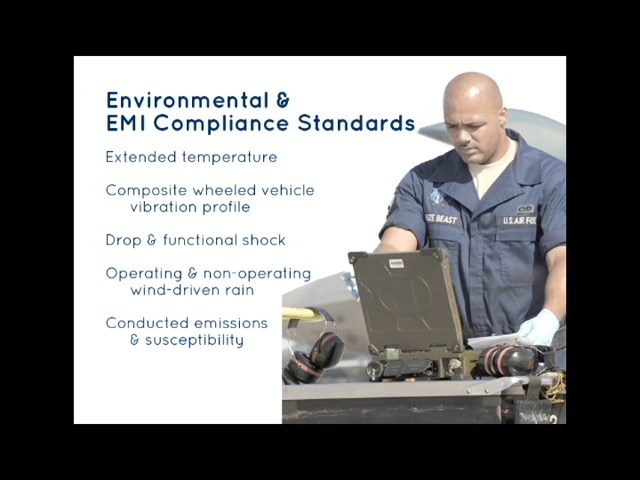 Environmental &
EMI Compliance Standards
Extended temperature
Composite wheeled vehicle
vibration profile
Drop & functional shock
Operating & non-operating
wind-driven rain
Conducted emissions
& susceptibility
BEAST
U.S. AIR